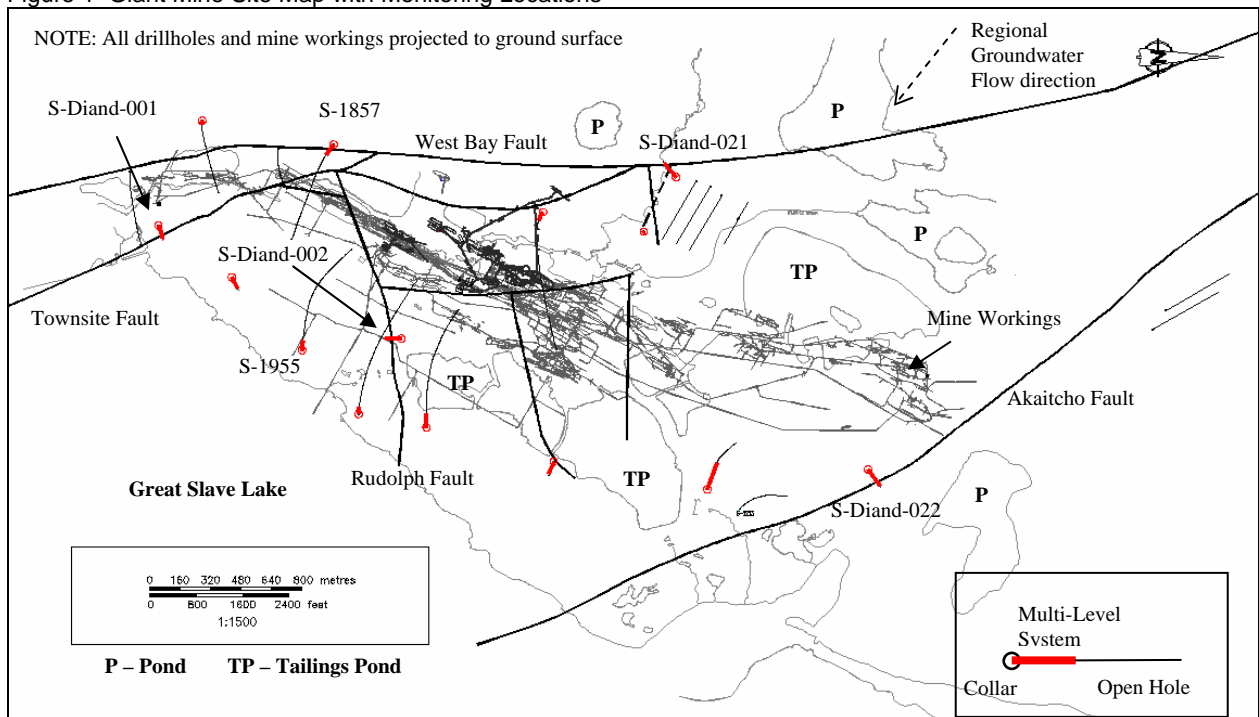 Figure 1 Giant Mine Site Map with Monitoring Locations
NOTE: All drillholes and mine workings projected to ground surface
Regional
Groundwater
Flow direction
N
S-Diand-001
S-1857
P
P
West Bay Fault
S-Diand-021
S-Diand-002
P
TP
Townsite Fault
Mine Workings
S-1955
TP
Akaitcho Fault
Rudolph Fault
TP
Great Slave Lake
P
S-Diand-022
0 160 320 480 640 800 metres
0 800 1600 2400 feet
1:1500
P – Pond TP – Tailings Pond
Multi-Level
System
Collar
Open Hole